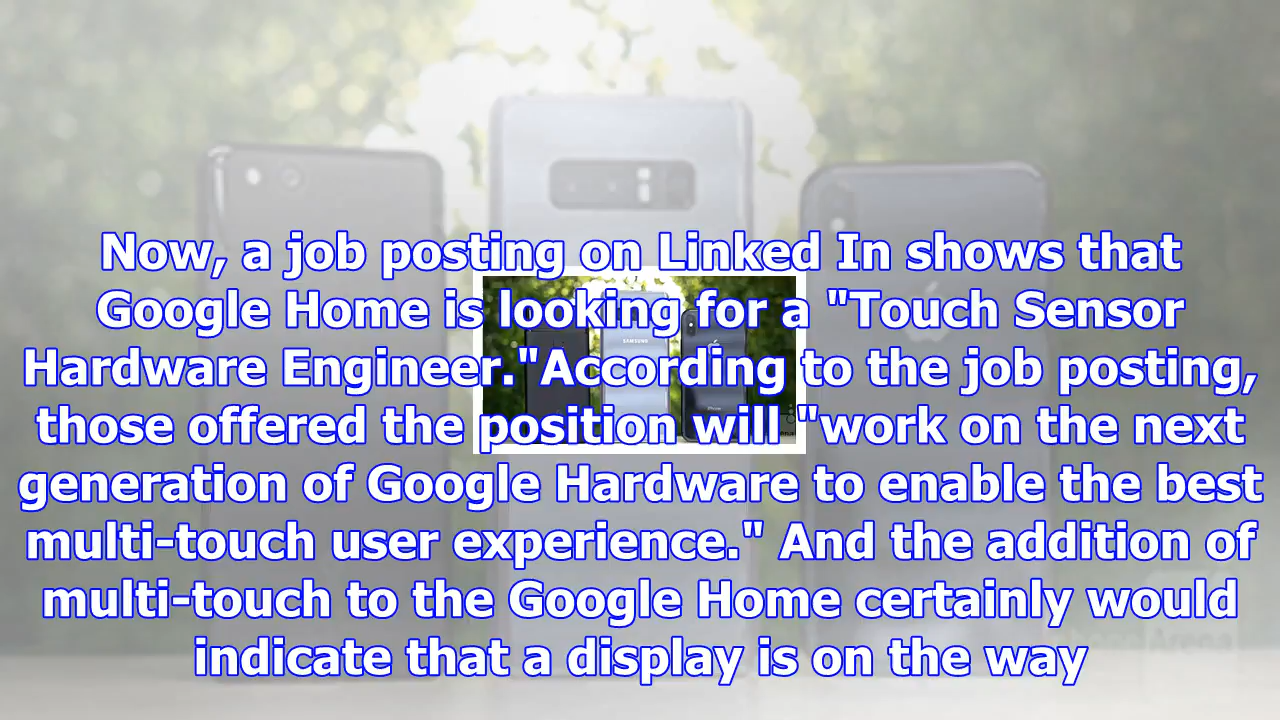 Now, a job posting on Linked In shows that
Google Home is looking for a "Touch Sensor
Hardware Engineer."According to the job posting,
those offered the position will "work on the next
generation of Google Hardware to enable the best
multi-touch user experience." And the addition of
multi-touch to the Google Home certainly would
indicate that a display is on the way
SAMSUNG
iPhone
Arena